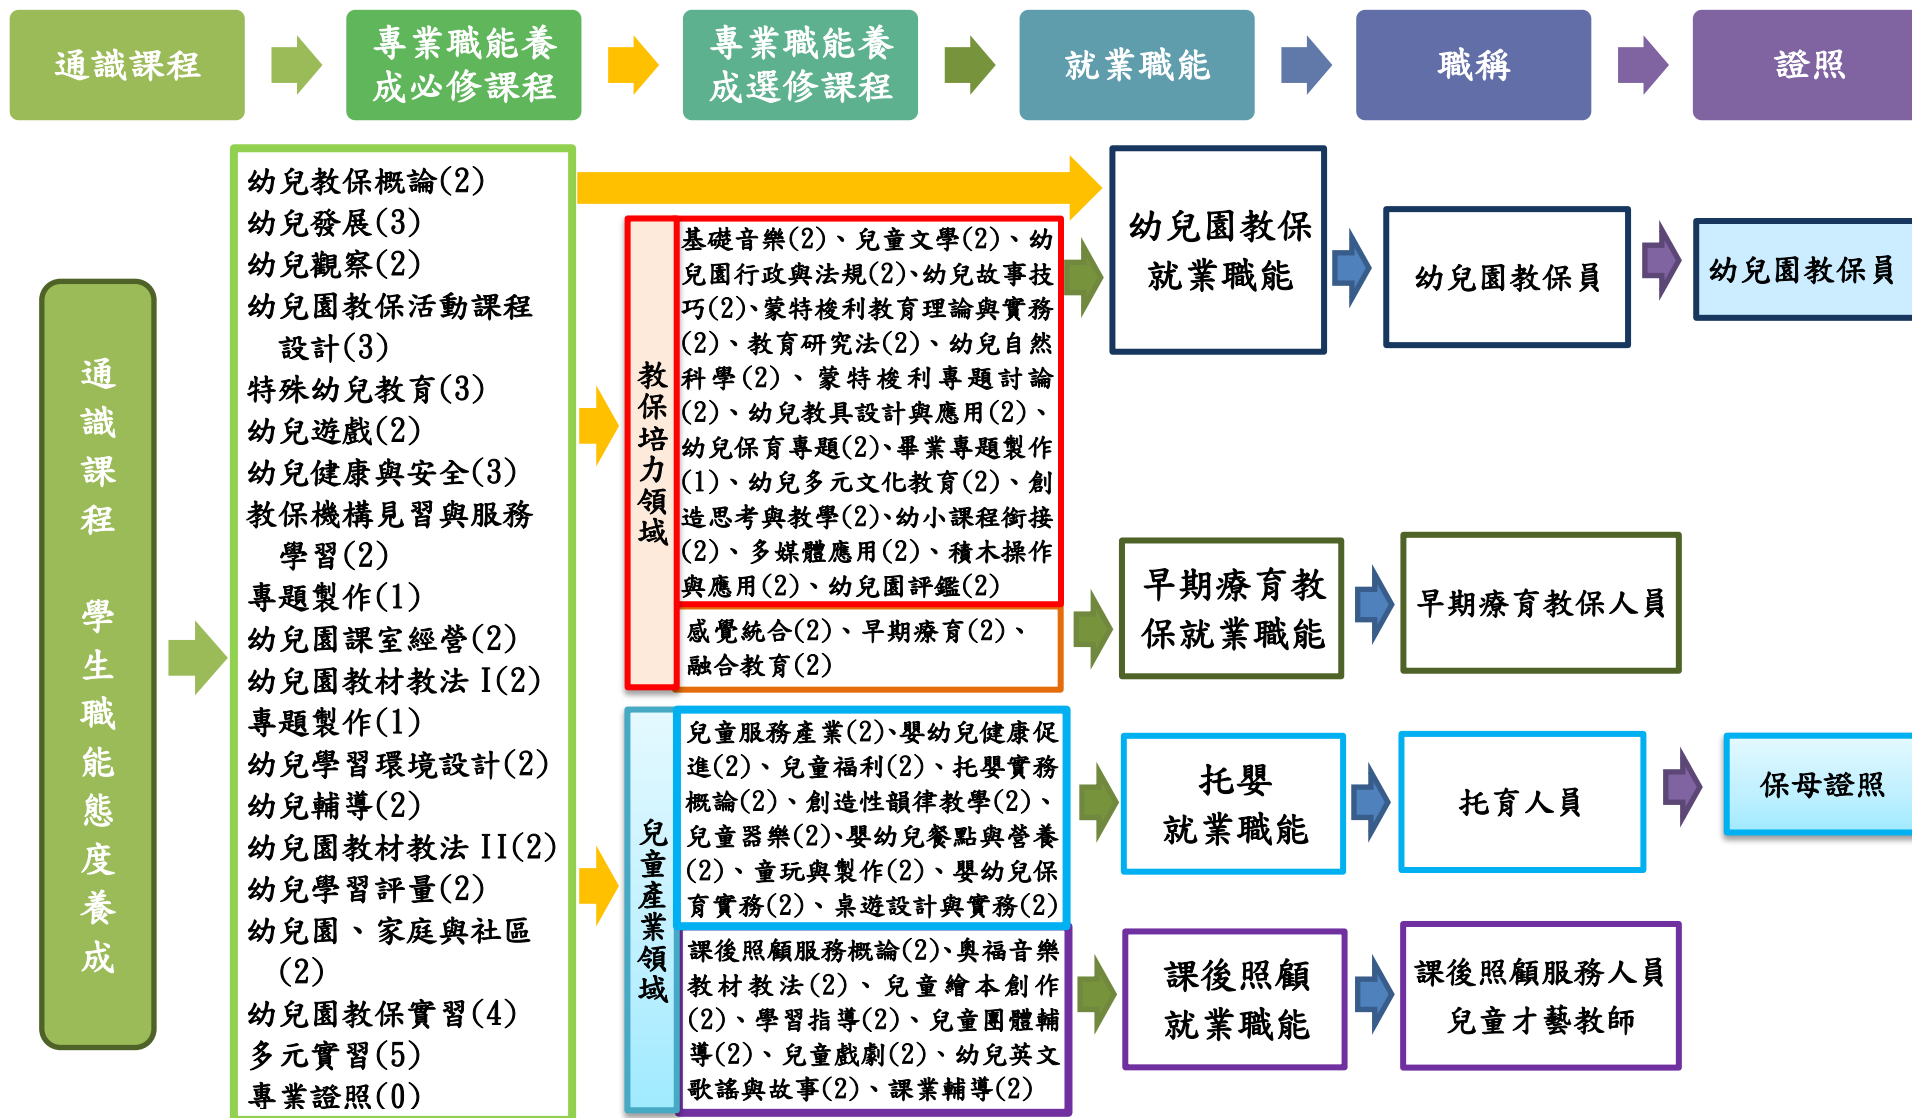 通識課程
專業職能養
成必修課程
專業職能養
成選修課程
就業職能
職稱
證照
通識課程 學生職能態度養成
幼兒教保概論(2)
幼兒發展(3)
幼兒觀察(2)
幼兒園教保活動課程
設計(3)
特殊幼兒教育(3)
幼兒遊戲(2)
幼兒健康與安全(3)
教保機構見習與服務
學習(2)
專題製作(1)
幼兒園課室經營(2)
幼兒園教材教法 I(2)
專題製作(1)
幼兒學習環境設計(2)
幼兒輔導(2)
幼兒園教材教法 II(2)
幼兒學習評量(2)
幼兒園、家庭與社區
(2)
幼兒園教保實習(4)
多元實習(5)
專業證照(0)
教保培力領域
基礎音樂(2)、兒童文學(2)、幼
兒園行政與法規(2)、幼兒故事技
巧(2)、蒙特梭利教育理論與實務
(2)、教育研究法(2)、幼兒自然
科學(2)、蒙特梭利專題討論
(2)、幼兒教具設計與應用(2)、
幼兒保育專題(2)、畢業專題製作
(1)、幼兒多元文化教育(2)、創
造思考與教學(2)、幼小課程銜接
(2)、多媒體應用(2)、積木操作
與應用(2)、幼兒園評鑑(2)
感覺統合(2)、早期療育(2)、
融合教育(2)
兒童產業領域
兒童服務產業(2)、嬰幼兒健康促
進(2)、兒童福利(2)、托嬰實務
概論(2)、創造性韻律教學(2)、
兒童器樂(2)、嬰幼兒餐點與營養
(2)、童玩與製作(2)、嬰幼兒保
育實務(2)、桌遊設計與實務(2)
課後照顧服務概論(2)、奧福音樂
教材教法(2)、兒童繪本創作
(2)、學習指導(2)、兒童團體輔
導(2)、兒童戲劇(2)、幼兒英文
歌謠與故事(2)、課業輔導(2)
幼兒園教保
就業職能
幼兒園教保員
幼兒園教保員
早期療育教
保就業職能
早期療育教保人員
托嬰
就業職能
托育人員
保母證照
課後照顧
就業職能
課後照顧服務人員
兒童才藝教師